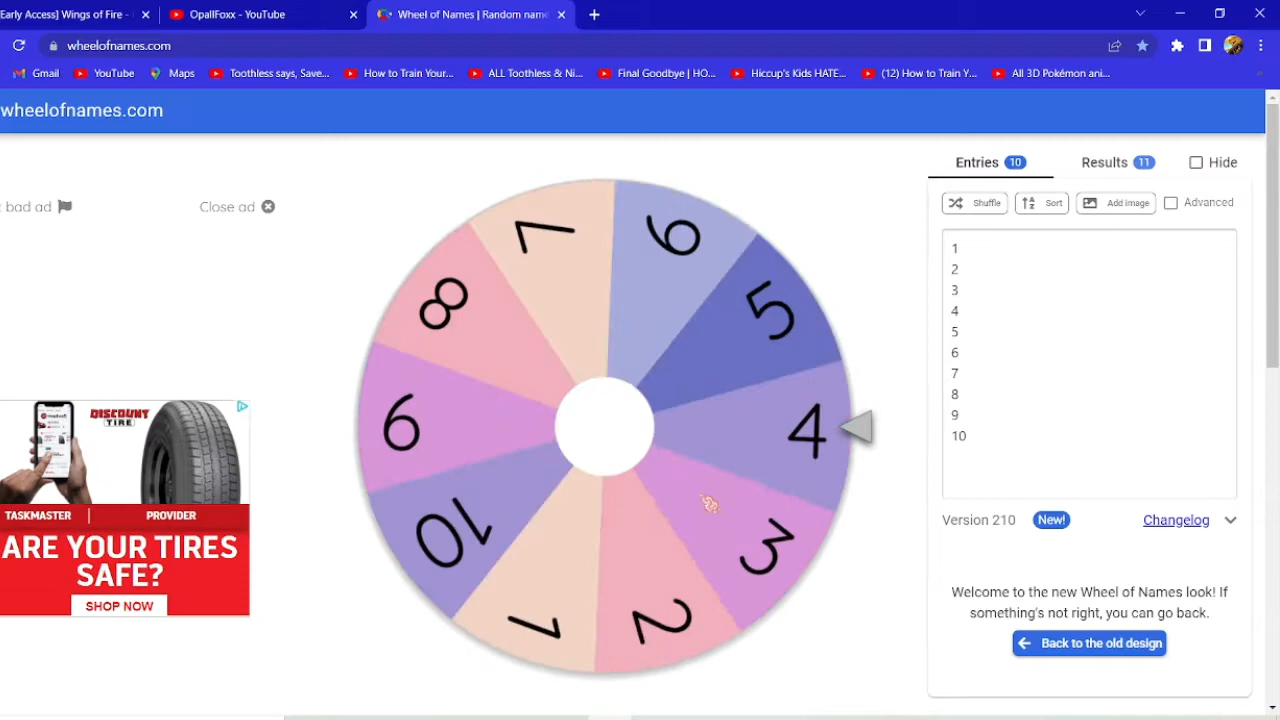 Early Access] Wings of Fire -
OpallFoxx - YouTube
Wheel of Names | Random name
wheelofnames.com
Gmail
YouTube
Maps
Toothless says, Save...
How to Train Your...
ALL Toothless & Ni...
Final Goodbye | HO...
Hiccup's Kids HATE...
(12) How to Train Y...
All 3D Pokémon ani...
wheelofnames.com
bad ad
Close ad
DISCOUNT
TIRE
TASKMASTER | PROVIDER
ARE YOUR TIRES
SAFE?
SHOP NOW
7
6
5
4
3
2
1
10
9
8
Entries 10
Results 11
Hide
Shuffle
Sort
Add image
Advanced
1
2
3
4
5
6
7
8
9
10
Version 210 New! Changelog
Welcome to the new Wheel of Names look! If
something's not right, you can go back.
Back to the old design